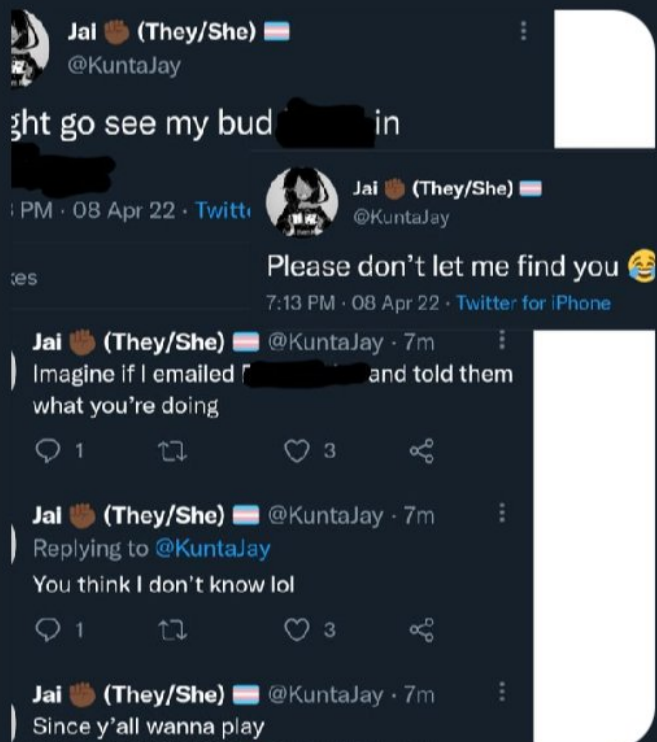 Jai ✊🏾 (They/She) 🏳️‍⚧️
@KuntaJay
ght go see my bud in
PM · 08 Apr 22 · Twitt
kes
Jai ✊🏾 (They/She) 🏳️‍⚧️
@KuntaJay
Please don't let me find you 😂
7:13 PM · 08 Apr 22 · Twitter for iPhone
Jai ✊🏾 (They/She) 🏳️‍⚧️ @KuntaJay · 7m
Imagine if I emailed and told them
what you're doing
1 3
Jai ✊🏾 (They/She) 🏳️‍⚧️ @KuntaJay · 7m
Replying to @KuntaJay
You think I don't know lol
1 3
Jai ✊🏾 (They/She) 🏳️‍⚧️ @KuntaJay · 7m
Since y'all wanna play